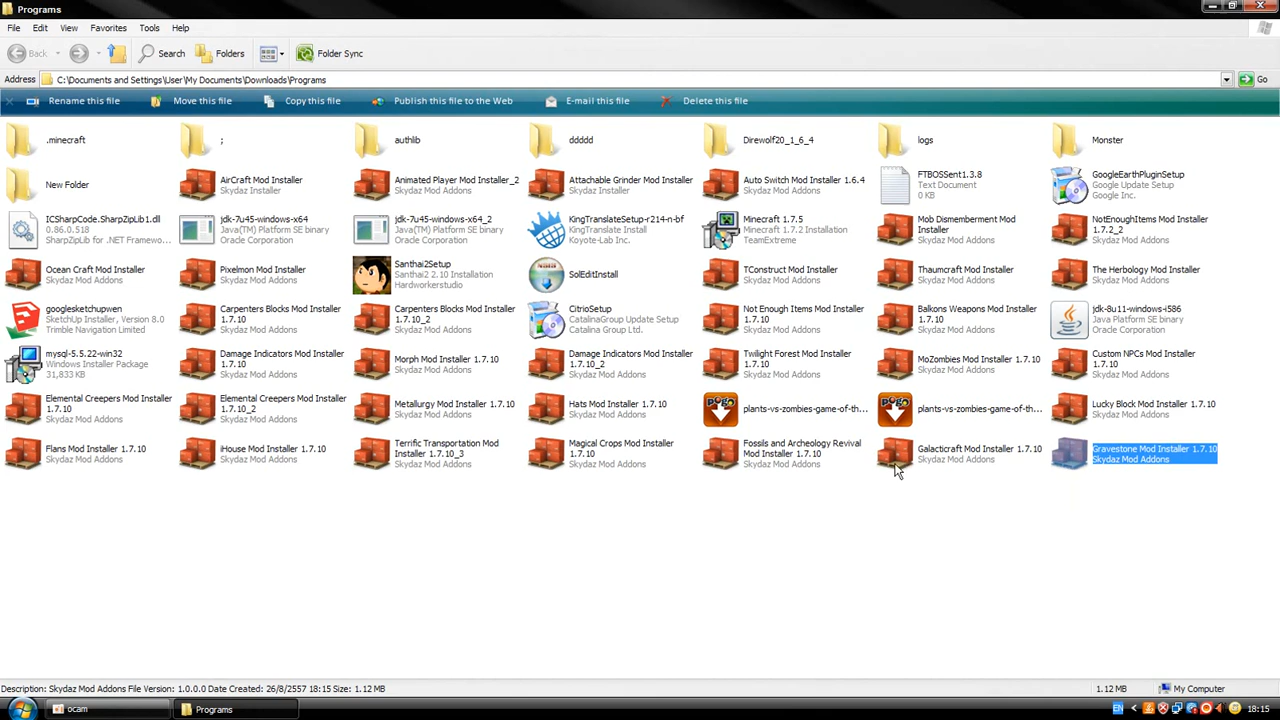 Programs
File Edit View Favorites Tools Help
Back Search Folders Folder Sync
Address C:\Documents and Settings\User\My Documents\Downloads\Programs Go
Rename this file Move this file Copy this file Publish this file to the Web E-mail this file Delete this file
.minecraft
;
authlib
ddddd
Direwolf20_1_6_4
logs
Monster
New Folder
AirCraft Mod Installer
Skydaz Installer
Animated Player Mod Installer_2
Skydaz Mod Addons
Attachable Grinder Mod Installer
Skydaz Installer
Auto Switch Mod Installer 1.6.4
Skydaz Mod Addons
FTBOSSent1.3.8
Text Document
0 KB
GoogleEarthPluginSetup
Google Update Setup
Google Inc.
ICSharpCode.SharpZipLib1.dl
0.86.0.518
SharpZipLib for .NET Framewo...
jdk-7u45-windows-x64
Java(TM) Platform SE binary
Oracle Corporation
jdk-7u45-windows-x64_2
Java(TM) Platform SE binary
Oracle Corporation
KingTranslateSetup-r214-n-bf
KingTranslate Install
Koyote-Lab Inc.
Minecraft 1.7.5
Minecraft 1.7.2 Installation
TeamExtreme
Mob Dismemberment Mod
Installer
Skydaz Mod Addons
NotEnoughItems Mod Installer
1.7.2_2
Skydaz Mod Addons
Ocean Craft Mod Installer
Skydaz Mod Addons
Pixelmon Mod Installer
Skydaz Mod Addons
Santhai2Setup
Santhai2 2.10 Installation
Hardworkerstudio
SolEditInstall
TConstruct Mod Installer
Skydaz Mod Addons
Thaumcraft Mod Installer
Skydaz Mod Addons
The Herbology Mod Installer
Skydaz Mod Addons
googlesketchupwen
SketchUp Installer, Version 8.0
Trimble Navigation Limited
Carpenters Blocks Mod Installer
1.7.10
Skydaz Mod Addons
Carpenters Blocks Mod Installer
1.7.10_2
Skydaz Mod Addons
CitrioSetup
CatalinaGroup Update Setup
Catalina Group Ltd.
Not Enough Items Mod Installer
1.7.10
Skydaz Mod Addons
Balkons Weapons Mod Installer
1.7.10
Skydaz Mod Addons
jdk-8u11-windows-i586
Java Platform SE binary
Oracle Corporation
mysql-5.5.22-win32
Windows Installer Package
31,833 KB
Damage Indicators Mod Installer
1.7.10
Skydaz Mod Addons
Morph Mod Installer 1.7.10
Skydaz Mod Addons
Damage Indicators Mod Installer
1.7.10_2
Skydaz Mod Addons
Twilight Forest Mod Installer
1.7.10
Skydaz Mod Addons
MoZombies Mod Installer 1.7.10
Skydaz Mod Addons
Custom NPCs Mod Installer
1.7.10
Skydaz Mod Addons
Elemental Creepers Mod Installer
1.7.10
Skydaz Mod Addons
Elemental Creepers Mod Installer
1.7.10_2
Skydaz Mod Addons
Metallurgy Mod Installer 1.7.10
Skydaz Mod Addons
Hats Mod Installer 1.7.10
Skydaz Mod Addons
POGO
plants-vs-zombies-game-of-th...
POGO
plants-vs-zombies-game-of-th...
Lucky Block Mod Installer 1.7.10
Skydaz Mod Addons
Flans Mod Installer 1.7.10
Skydaz Mod Addons
iHouse Mod Installer 1.7.10
Skydaz Mod Addons
Terrific Transportation Mod
Installer 1.7.10_3
Skydaz Mod Addons
Magical Crops Mod Installer
1.7.10
Skydaz Mod Addons
Fossils and Archeology Revival
Mod Installer 1.7.10
Skydaz Mod Addons
Galacticraft Mod Installer 1.7.10
Skydaz Mod Addons
Gravestone Mod Installer 1.7.10
Skydaz Mod Addons
Description: Skydaz Mod Addons File Version: 1.0.0.0 Date Created: 26/8/2557 18:15 Size: 1.12 MB 1.12 MB My Computer
ocam Programs EN 18:15